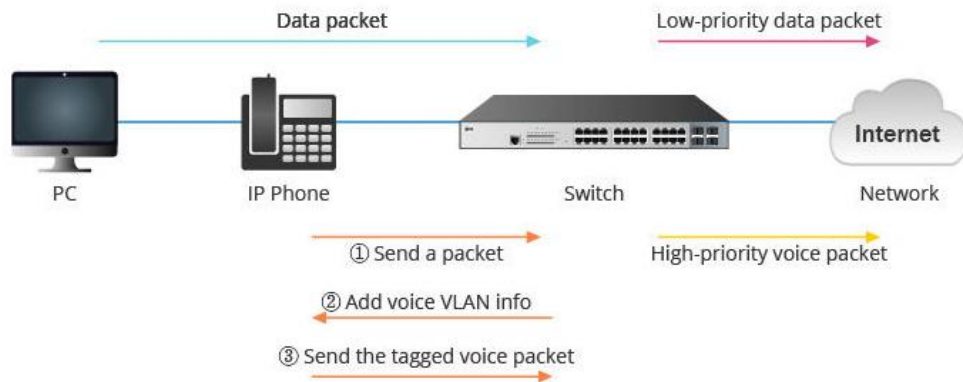 Data packet
Low-priority data packet
Internet
PC
IP Phone
Switch
Network
① Send a packet
High-priority voice packet
② Add voice VLAN info
③ Send the tagged voice packet